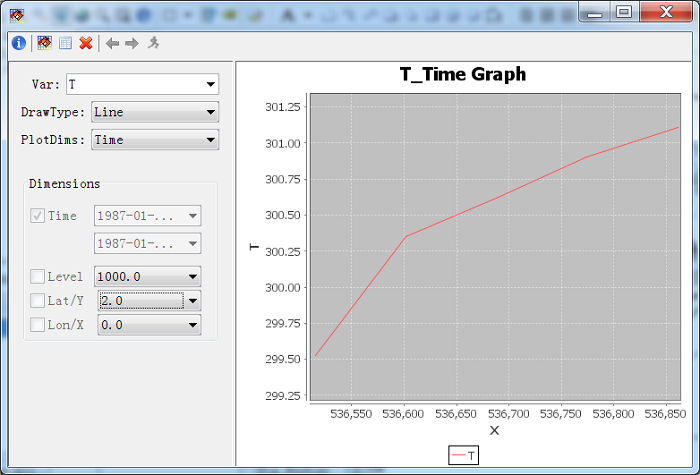 Var: T
DrawType: Line
PlotDims: Time
Dimensions
Time 1987-01-...
1987-01-...
Level 1000.0
Lat/Y 2.0
Lon/X 0.0
T_Time Graph
301.25
301.00
300.75
300.50
300.25
300.00
299.75
299.50
299.25
T
536,550 536,600 536,650 536,700 536,750 536,800 536,850
X
T